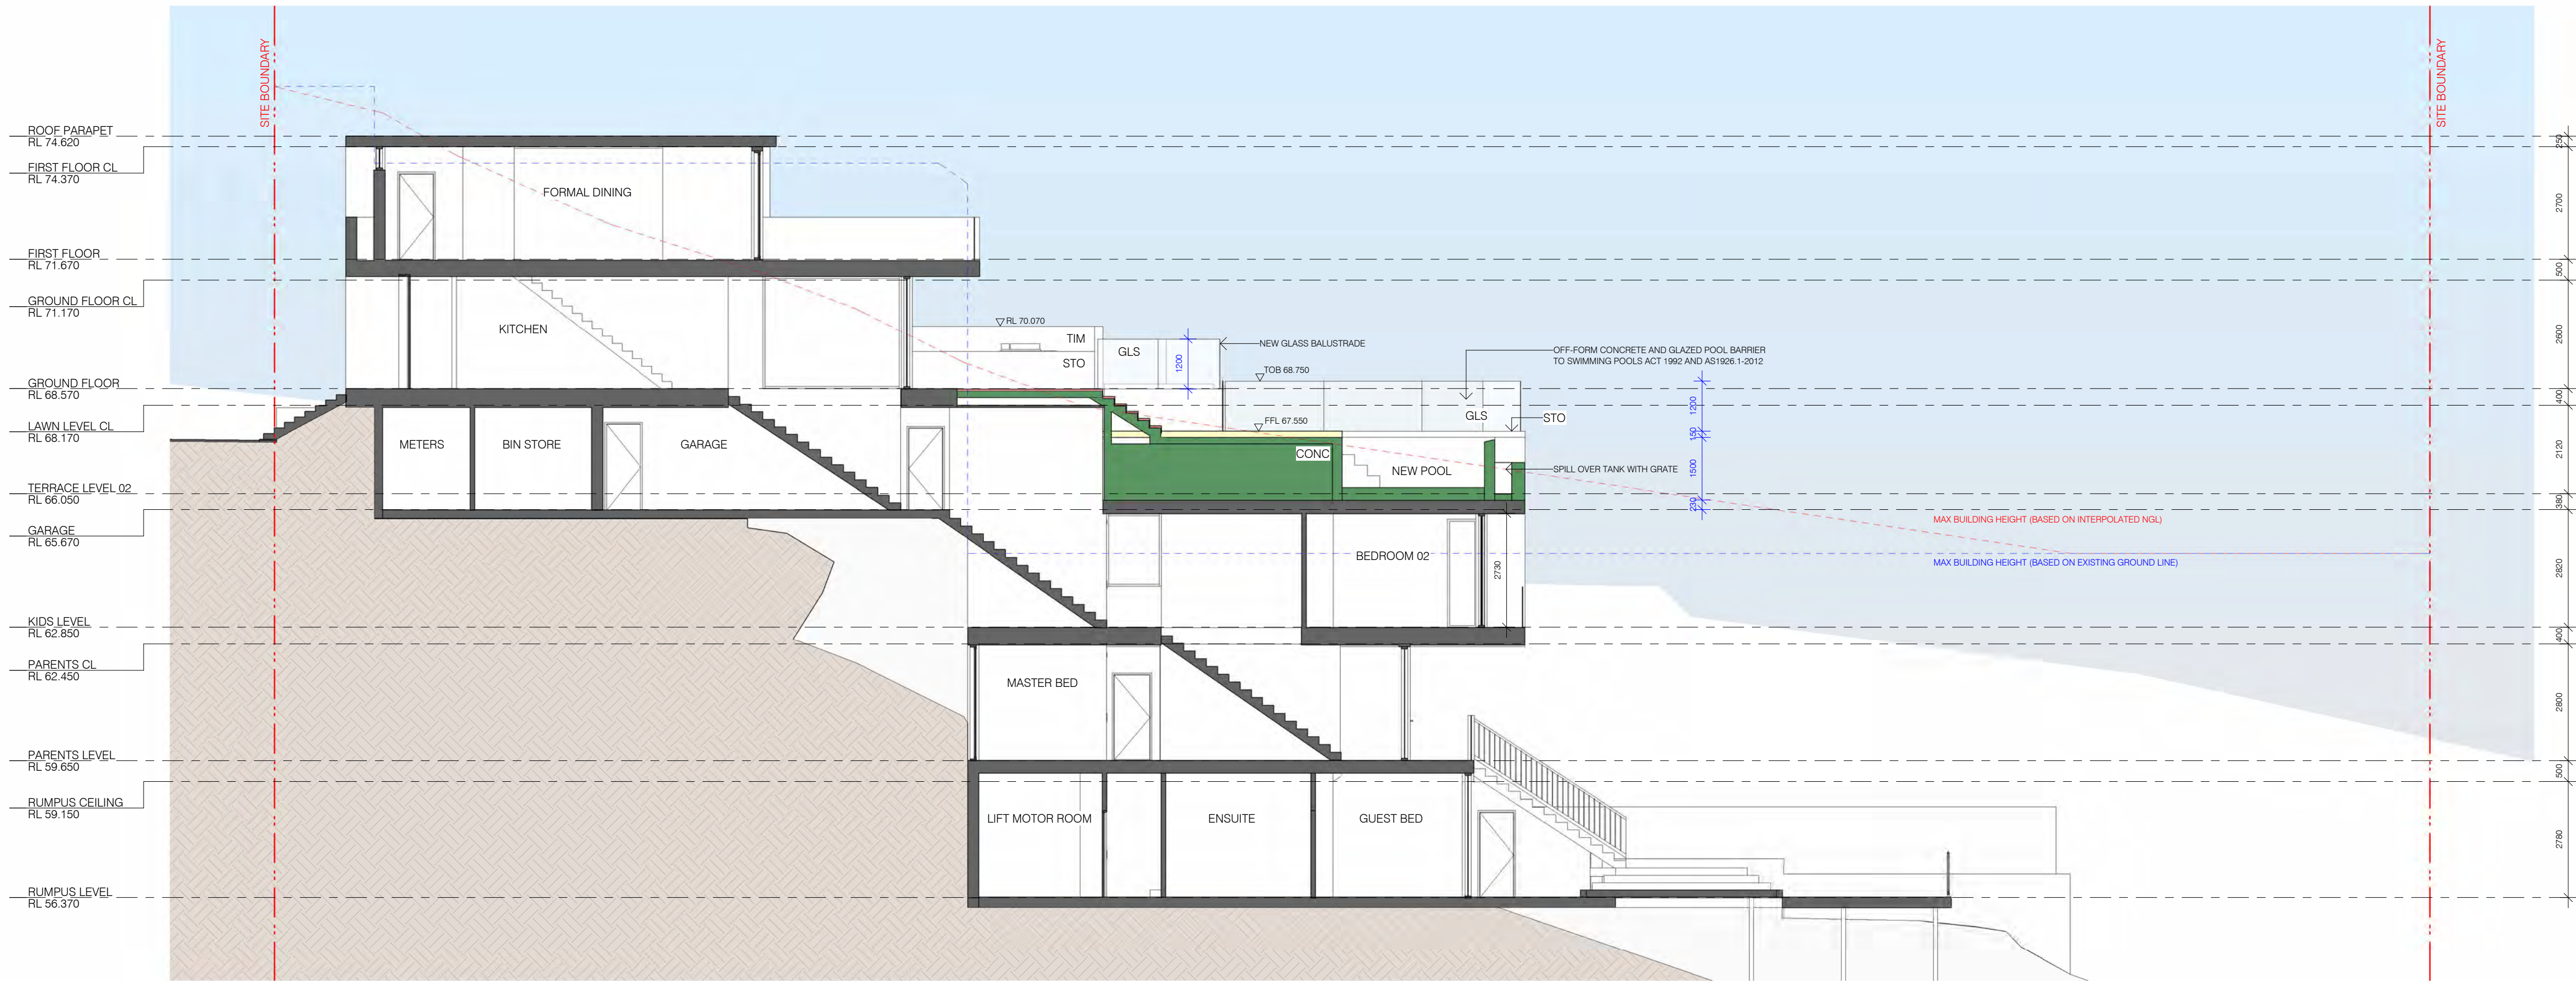 SITE BOUNDARY
SITE BOUNDARY
ROOF PARAPET
RL 74.620
FIRST FLOOR CL
RL 74.370
FIRST FLOOR
RL 71.670
GROUND FLOOR CL
RL 71.170
GROUND FLOOR
RL 68.570
LAWN LEVEL CL
RL 68.170
TERRACE LEVEL 02
RL 66.050
GARAGE
RL 65.670
KIDS LEVEL
RL 62.850
PARENTS CL
RL 62.450
PARENTS LEVEL
RL 59.650
RUMPUS CEILING
RL 59.150
RUMPUS LEVEL
RL 56.370
FORMAL DINING
KITCHEN
RL 70.070
TIM
STO
GLS
1200
NEW GLASS BALUSTRADE
OFF-FORM CONCRETE AND GLAZED POOL BARRIER
TO SWIMMING POOLS ACT 1992 AND AS1926.1-2012
TOB 68.750
GLS
STO
FFL 67.550
METERS
BIN STORE
GARAGE
CONC
NEW POOL
SPILL OVER TANK WITH GRATE
1200
150
1500
230
MAX BUILDING HEIGHT (BASED ON INTERPOLATED NGL)
MAX BUILDING HEIGHT (BASED ON EXISTING GROUND LINE)
BEDROOM 02
2730
MASTER BED
LIFT MOTOR ROOM
ENSUITE
GUEST BED
250
2700
500
2600
400
2120
380
2820
400
2800
500
2780